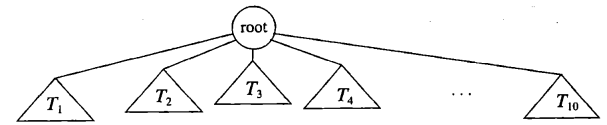 root
T₁ T₂ T₃ T₄ ... T₁₀